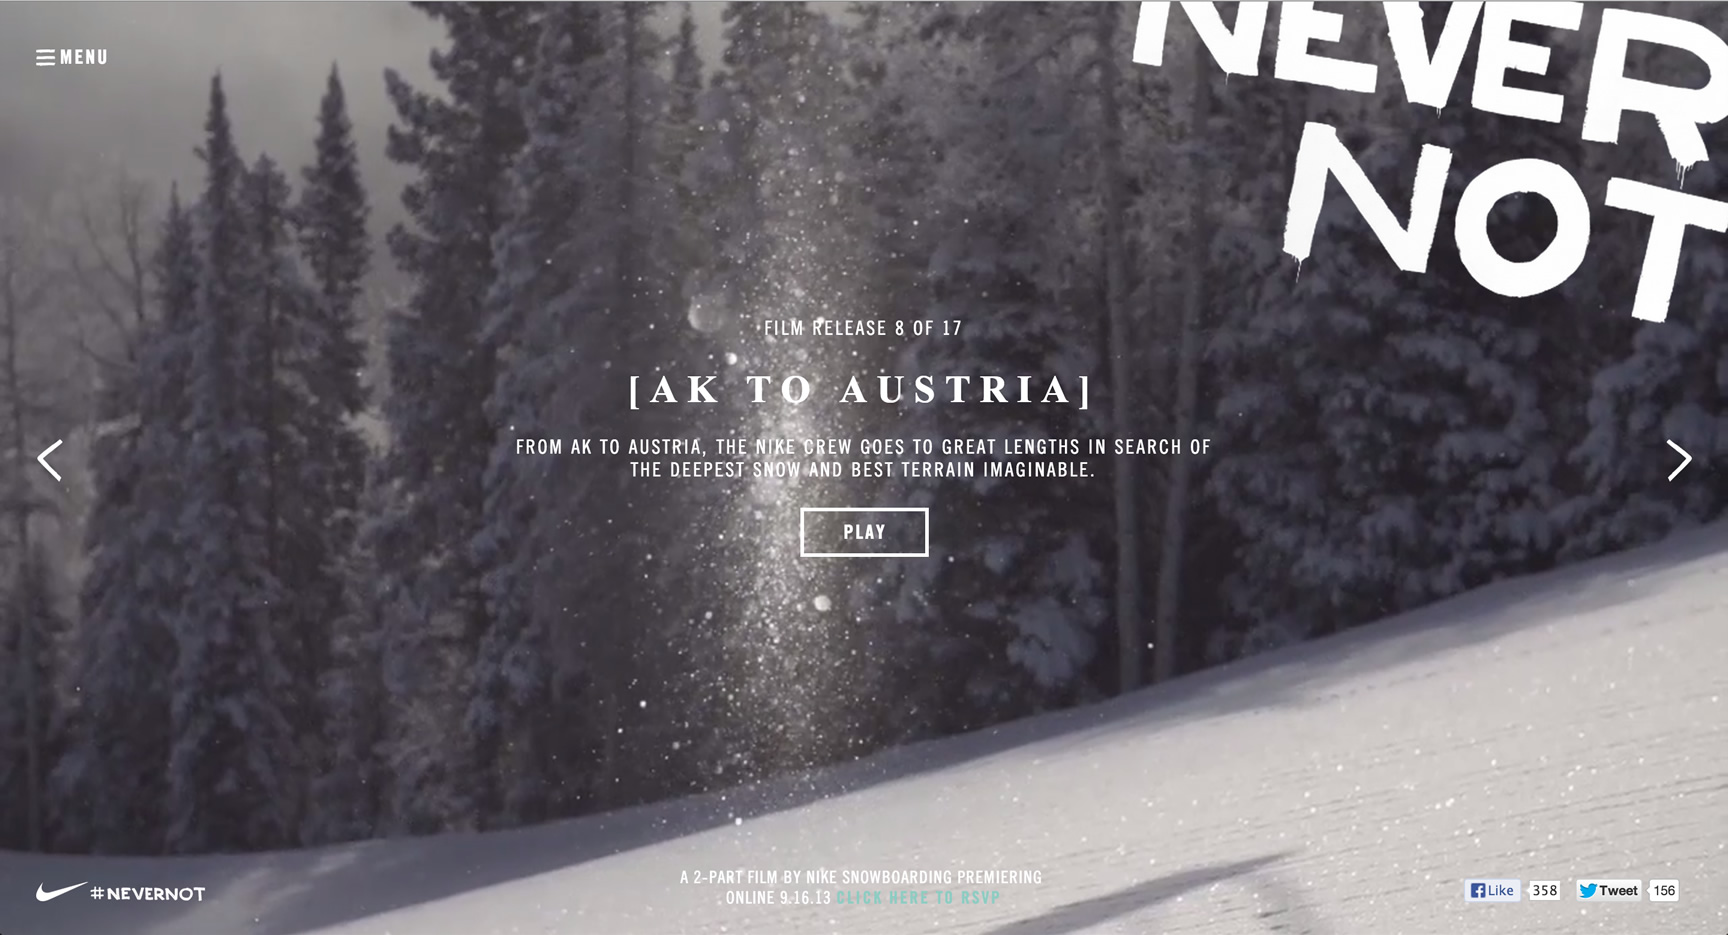 MENU
NEVER
NOT
FILM RELEASE 8 OF 17
[AK TO AUSTRIA]
FROM AK TO AUSTRIA, THE NIKE CREW GOES TO GREAT LENGTHS IN SEARCH OF
THE DEEPEST SNOW AND BEST TERRAIN IMAGINABLE.
PLAY
A 2-PART FILM BY NIKE SNOWBOARDING PREMIERING
ONLINE 9.16.13 CLICK HERE TO RSVP
#NEVERNOT
Like 358 Tweet 156